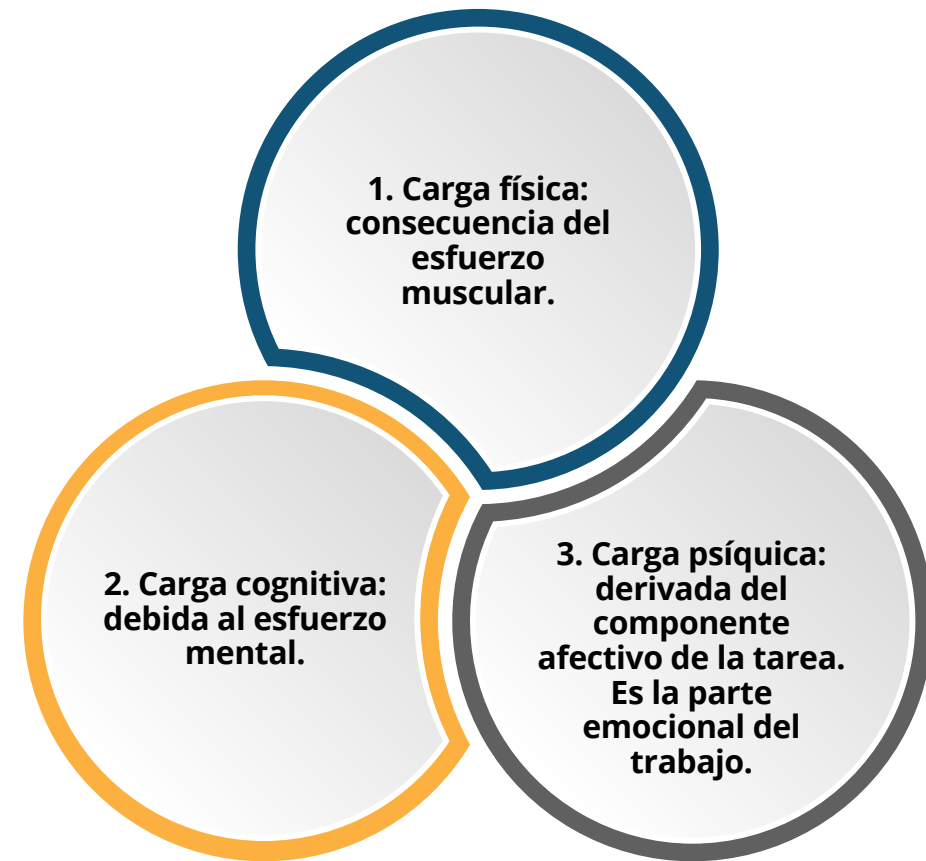 1. Carga física:
consecuencia del
esfuerzo
muscular.
2. Carga cognitiva:
debida al esfuerzo
mental.
3. Carga psíquica:
derivada del
componente
afectivo de la tarea.
Es la parte
emocional del
trabajo.